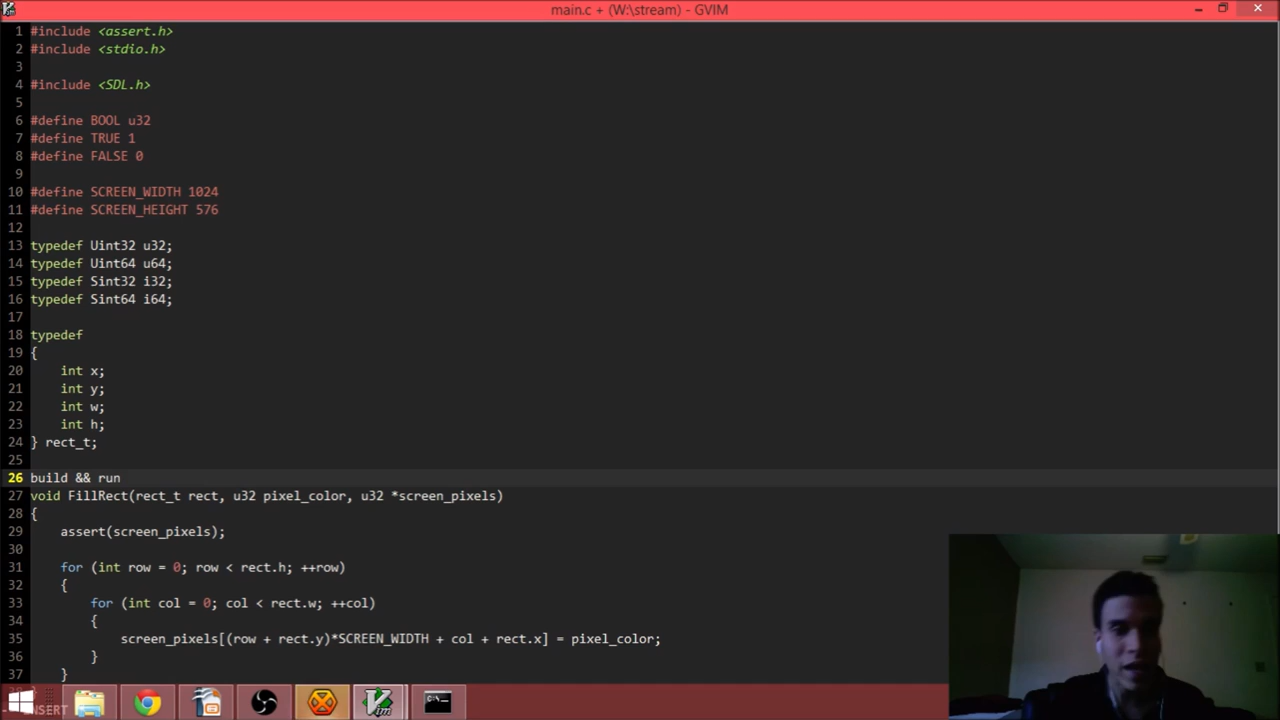 main.c + (W:\stream) - GVIM
1 #include <assert.h>
2 #include <stdio.h>
3
4 #include <SDL.h>
5
6 #define BOOL u32
7 #define TRUE 1
8 #define FALSE 0
9
10 #define SCREEN_WIDTH 1024
11 #define SCREEN_HEIGHT 576
12
13 typedef Uint32 u32;
14 typedef Uint64 u64;
15 typedef Sint32 i32;
16 typedef Sint64 i64;
17
18 typedef
19 {
20     int x;
21     int y;
22     int w;
23     int h;
24 } rect_t;
25
26 build && run
27 void FillRect(rect_t rect, u32 pixel_color, u32 *screen_pixels)
28 {
29     assert(screen_pixels);
30
31     for (int row = 0; row < rect.h; ++row)
32     {
33         for (int col = 0; col < rect.w; ++col)
34         {
35             screen_pixels[(row + rect.y)*SCREEN_WIDTH + col + rect.x] = pixel_color;
36         }
37     }